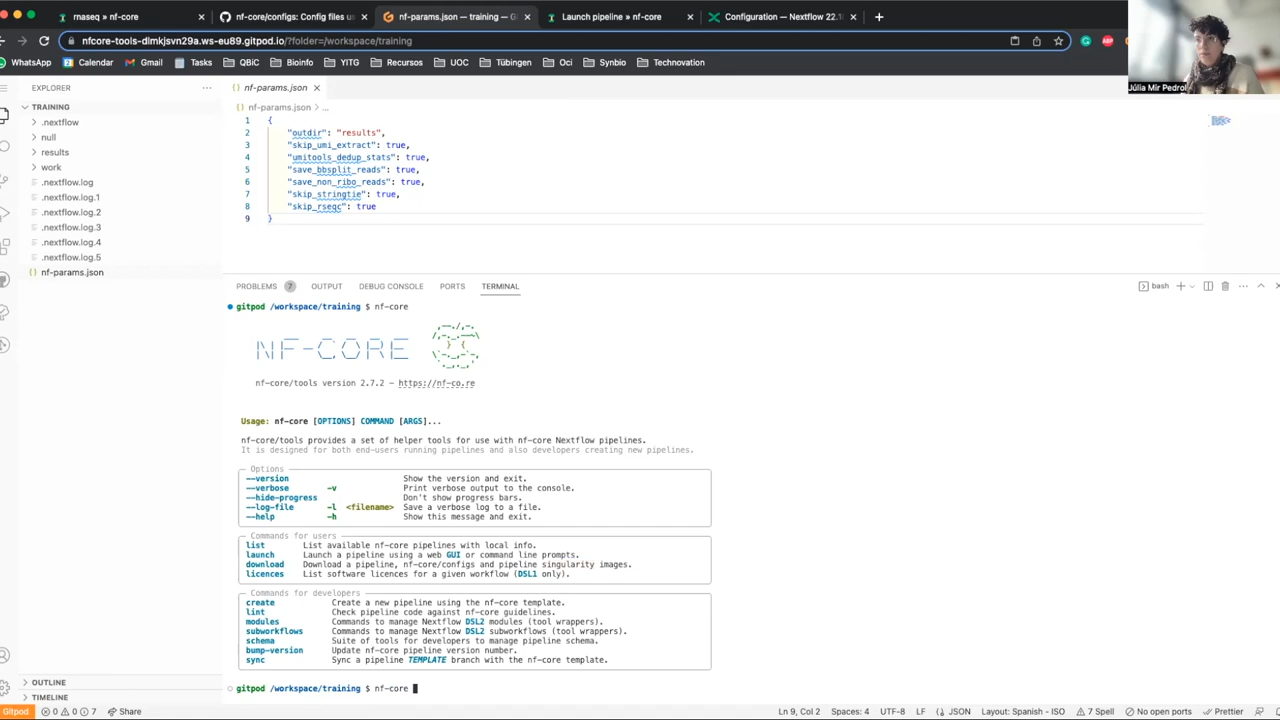 rnaseq » nf-core
nf-core/configs: Config files u
nf-params.json — training – G
Launch pipeline » nf-core
Configuration — Nextflow 22.1
nfcore-tools-dlmkjsvn29a.ws-eu89.gitpod.io/?folder=/workspace/training
WhatsApp
Calendar
Gmail
Tasks
QBiC
Bioinfo
YITG
Recursos
UOC
Tübingen
Oci
Synbio
Technovation
Júlia Mir Pedrol
EXPLORER
TRAINING
.nextflow
null
results
work
.nextflow.log
.nextflow.log.1
.nextflow.log.2
.nextflow.log.3
.nextflow.log.4
.nextflow.log.5
nf-params.json
OUTLINE
TIMELINE
nf-params.json
nf-params.json > ...
1 {
2 "outdir": "results",
3 "skip_umi_extract": true,
4 "umitools_dedup_stats": true,
5 "save_bbsplit_reads": true,
6 "save_non_ribo_reads": true,
7 "skip_stringtie": true,
8 "skip_rseqc": true
9 }
PROBLEMS 7 OUTPUT DEBUG CONSOLE PORTS TERMINAL
bash
gitpod /workspace/training $ nf-core
NF-CORE
nf-core/tools version 2.7.2 – https://nf-co.re
Usage: nf-core [OPTIONS] COMMAND [ARGS]...
nf-core/tools provides a set of helper tools for use with nf-core Nextflow pipelines.
It is designed for both end-users running pipelines and also developers creating new pipelines.
Options
--version Show the version and exit.
--verbose -v Print verbose output to the console.
--hide-progress Don't show progress bars.
--log-file -l <filename> Save a verbose log to a file.
--help -h Show this message and exit.
Commands for users
list List available nf-core pipelines with local info.
launch Launch a pipeline using a web GUI or command line prompts.
download Download a pipeline, nf-core/configs and pipeline singularity images.
licences List software licences for a given workflow (DSL1 only).
Commands for developers
create Create a new pipeline using the nf-core template.
lint Check pipeline code against nf-core guidelines.
modules Commands to manage Nextflow DSL2 modules (tool wrappers).
subworkflows Commands to manage Nextflow DSL2 subworkflows (tool wrappers).
schema Suite of tools for developers to manage pipeline schema.
bump-version Update nf-core pipeline version number.
sync Sync a pipeline TEMPLATE branch with the nf-core template.
gitpod /workspace/training $ nf-core
Gitpod 0 0 7 Share Ln 9, Col 2 Spaces: 4 UTF-8 LF JSON Layout: Spanish - ISO 7 Spell No open ports Prettier